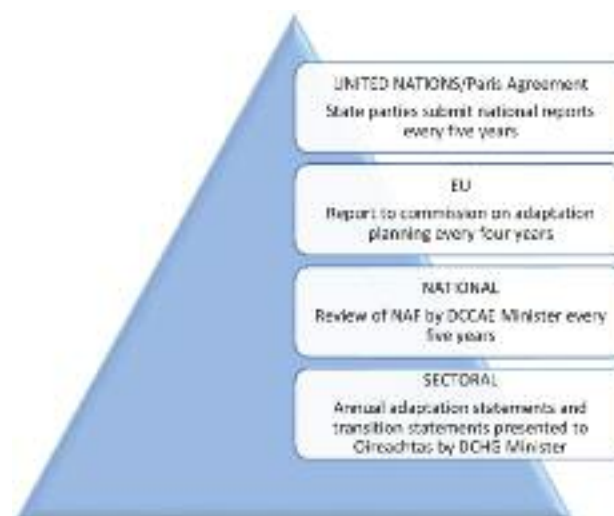 UNITED NATIONS/Paris Agreement
State parties submit national reports
every five years
EU
Report to commission on adaptation
planning every four years
NATIONAL
Review of NAF by DCCAE Minister every
five years
SECTORAL
Annual adaptation statements and
transition statements presented to
Oireachtas by DCHG Minister